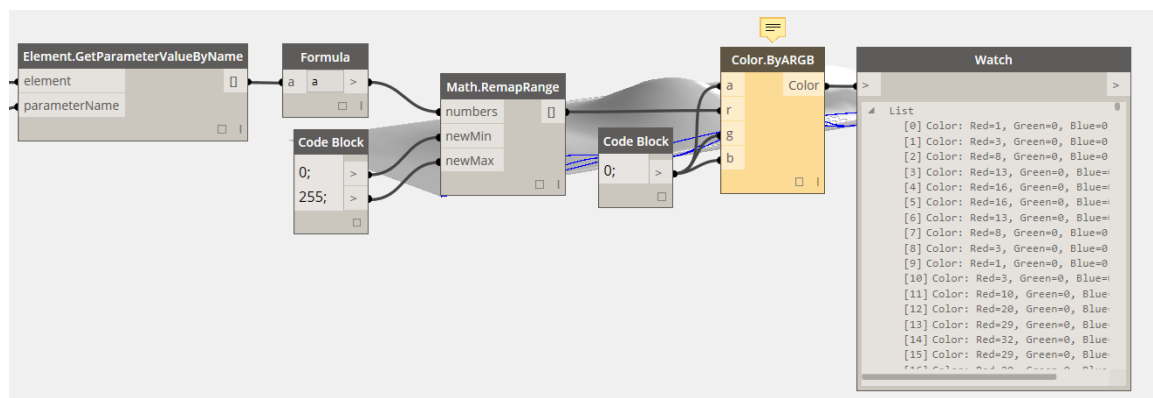 Element.GetParameterValueByName
element
[]
parameterName
Formula
a
a
>
Math.RemapRange
numbers
[]
newMin
newMax
Code Block
0;
>
255;
>
Code Block
0;
>
Color.ByARGB
a
Color
r
g
b
Watch
>
>
List
[0] Color: Red=1, Green=0, Blue=0
[1] Color: Red=3, Green=0, Blue=0
[2] Color: Red=8, Green=0, Blue=0
[3] Color: Red=13, Green=0, Blue=
[4] Color: Red=16, Green=0, Blue=
[5] Color: Red=16, Green=0, Blue=
[6] Color: Red=13, Green=0, Blue=
[7] Color: Red=8, Green=0, Blue=0
[8] Color: Red=3, Green=0, Blue=0
[9] Color: Red=1, Green=0, Blue=0
[10] Color: Red=3, Green=0, Blue=
[11] Color: Red=10, Green=0, Blue
[12] Color: Red=20, Green=0, Blue
[13] Color: Red=29, Green=0, Blue
[14] Color: Red=32, Green=0, Blue
[15] Color: Red=29, Green=0, Blue